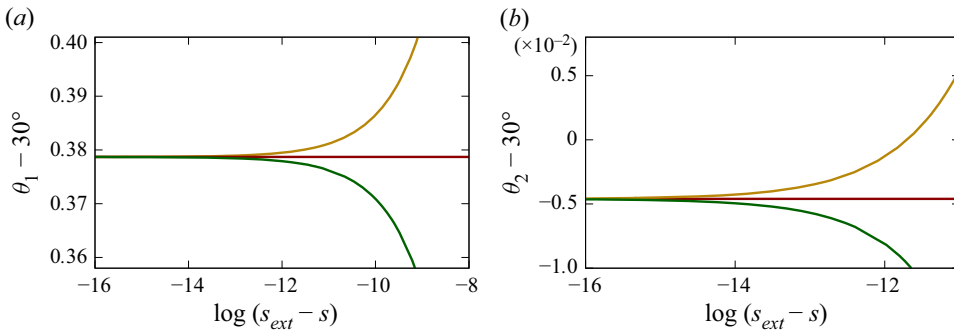 (a)
0.40
0.39
0.38
0.37
0.36
θ1 – 30°
−16 −14 −12 −10 −8
log (sext – s)
(b)
(×10−2)
0.5
0
−0.5
−1.0
θ2 – 30°
−16 −14 −12
log (sext – s)